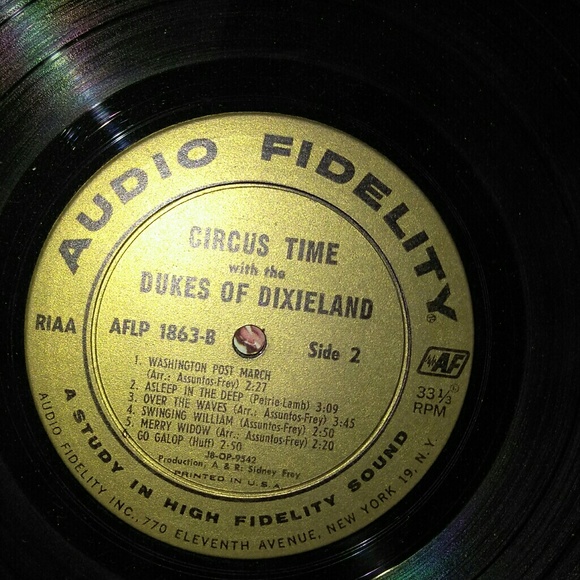 AUDIO FIDELITY®
CIRCUS TIME
with the
DUKES OF DIXIELAND
RIAA
AFLP 1863-B
Side 2
AF
33⅓
RPM
1. WASHINGTON POST MARCH
(Arr.: Assuntos-Frey) 2:27
2. ASLEEP IN THE DEEP (Petrie-Lamb) 3:09
3. OVER THE WAVES (Arr.: Assuntos-Frey) 3:45
4. SWINGING WILLIAM (Assuntos-Frey) 2:50
5. MERRY WIDOW (Arr.: Assuntos-Frey) 2:20
6. GO GALOP (Huff) 2:50
J8-OP-9542
Production, A & R: Sidney Frey
PRINTED IN U.S.A.
A STUDY IN HIGH FIDELITY SOUND
AUDIO FIDELITY INC., 770 ELEVENTH AVENUE, NEW YORK 19, N.Y.